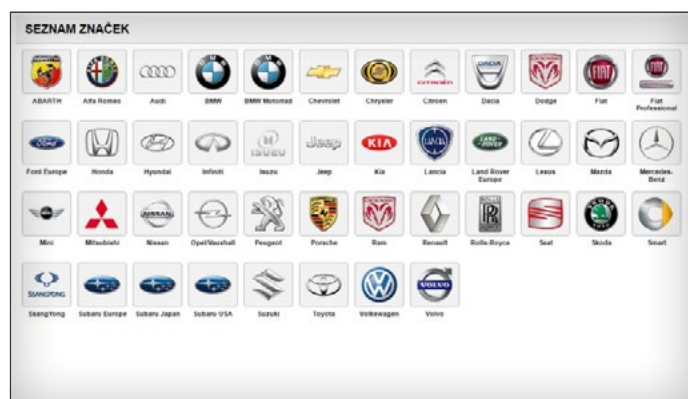 SEZNAM ZNAČEK
ABARTH Alfa Romeo Audi BMW BMW Motorrad Chevrolet Chrysler Citroen Dacia Dodge Fiat Fiat Professional
Ford Europe Honda Hyundai Infiniti Isuzu Jeep Kia Lancia Land Rover Europe Lexus Mazda Mercedes-Benz
Mini Mitsubishi Nissan Opel/Vauxhall Peugeot Porsche Ram Renault Rolls-Royce Seat Skoda Smart
SsangYong Subaru Europe Subaru Japan Subaru USA Suzuki Toyota Volkswagen Volvo